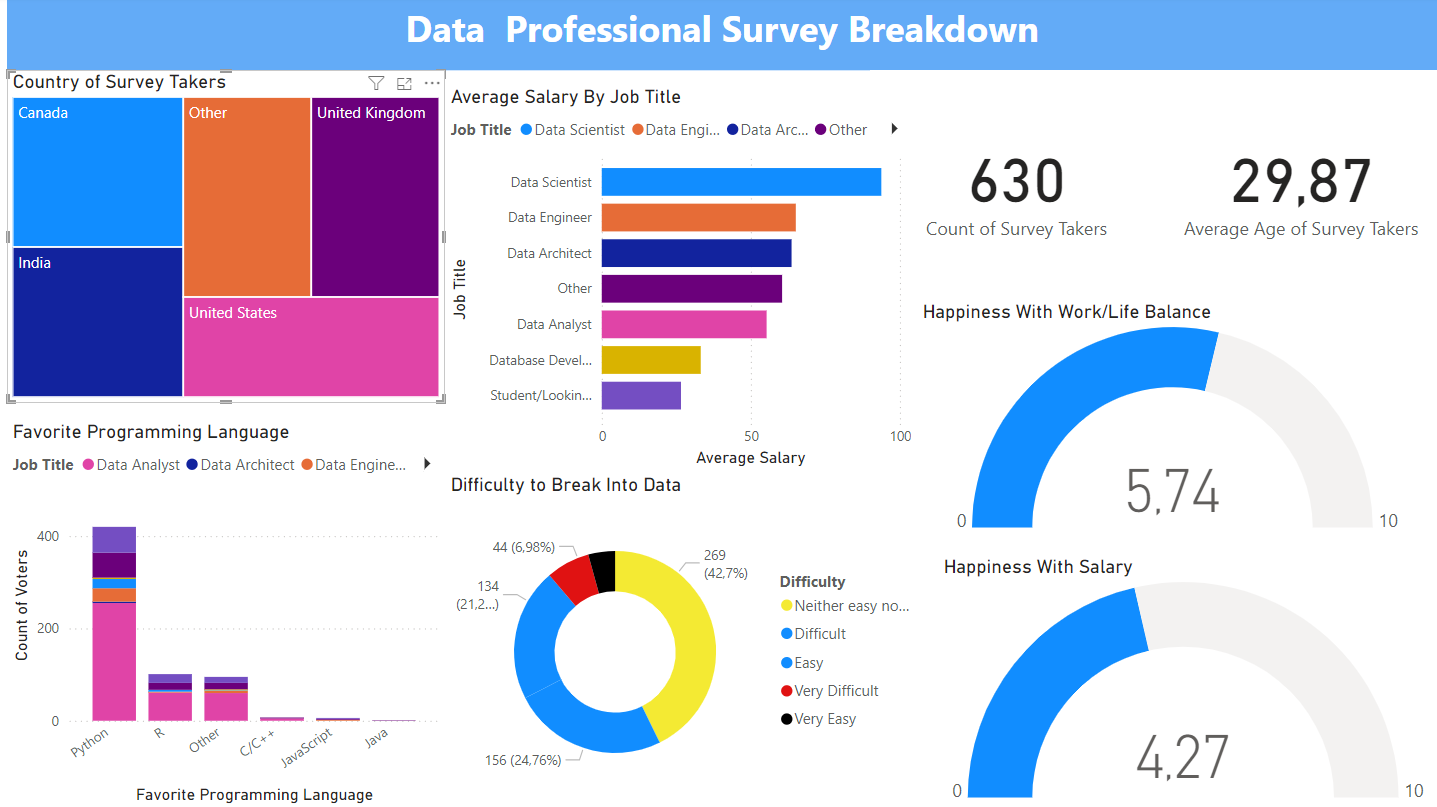 Data Professional Survey Breakdown
Country of Survey Takers
Canada
Other
United Kingdom
India
United States
Average Salary By Job Title
Job Title
Data Scientist
Data Engi...
Data Arc...
Other
Job Title
Data Scientist
Data Engineer
Data Architect
Other
Data Analyst
Database Devel...
Student/Lookin...
0
50
100
Average Salary
630
Count of Survey Takers
29,87
Average Age of Survey Takers
Happiness With Work/Life Balance
5,74
0
10
Favorite Programming Language
Job Title
Data Analyst
Data Architect
Data Engine...
Count of Voters
400
200
0
Python
R
Other
C/C++
JavaScript
Java
Favorite Programming Language
Difficulty to Break Into Data
44 (6,98%)
269
(42,7%)
134
(21,2...)
156 (24,76%)
Difficulty
Neither easy no...
Difficult
Easy
Very Difficult
Very Easy
Happiness With Salary
4,27
0
10